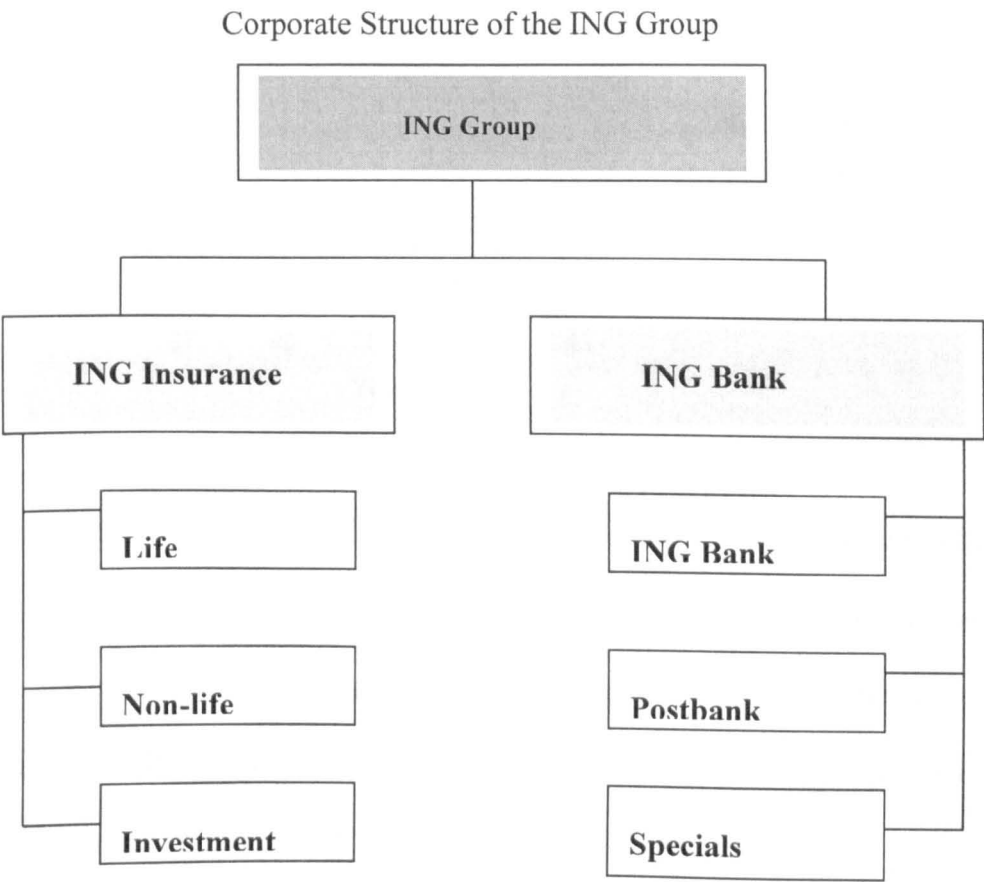 Corporate Structure of the ING Group
ING Group
ING Insurance
ING Bank
Life
ING Bank
Non-life
Postbank
Investment
Specials